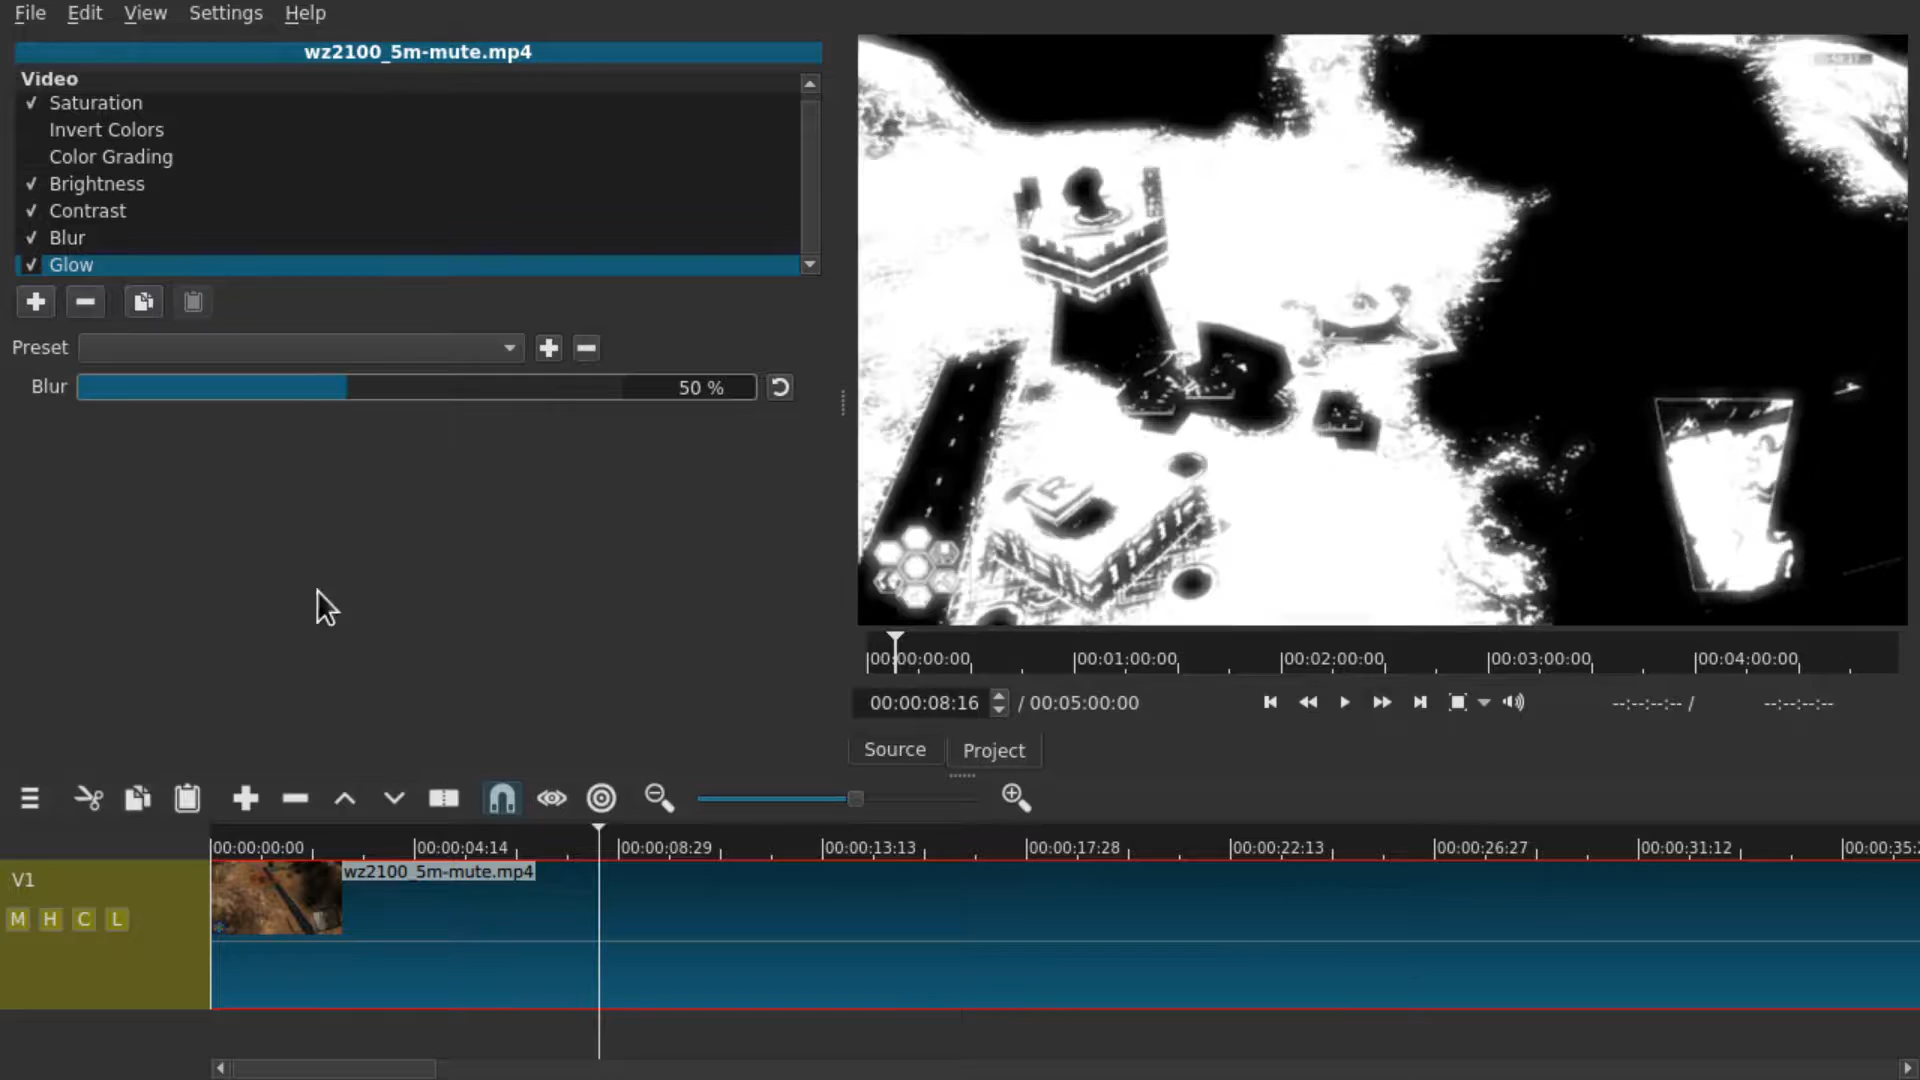 File Edit View Settings Help
wz2100_5m-mute.mp4
Video
✓ Saturation
Invert Colors
Color Grading
✓ Brightness
✓ Contrast
✓ Blur
✓ Glow
Preset
Blur 50 %
R
00:00:00:00 00:01:00:00 00:02:00:00 00:03:00:00 00:04:00:00
00:00:08:16 / 00:05:00:00 --:--:--:-- / --:--:--:--
Source Project
00:00:00:00 00:00:04:14 00:00:08:29 00:00:13:13 00:00:17:28 00:00:22:13 00:00:26:27 00:00:31:12
V1 wz2100_5m-mute.mp4
M H C L